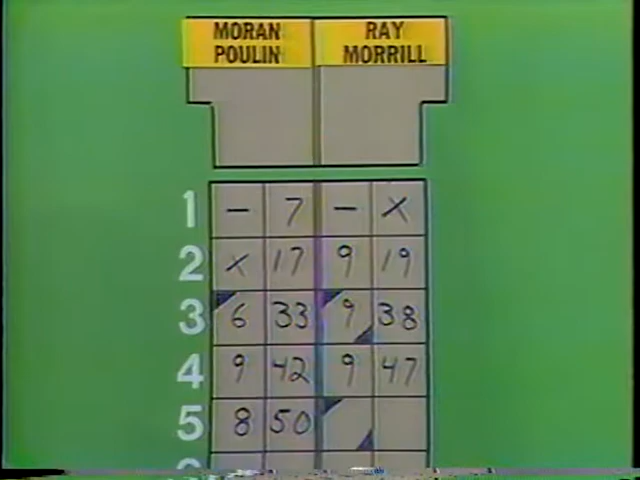 MORAN RAY
POULIN MORRILL
1 – 7 – X
2 X 17 9 19
3 6 33 9 38
4 9 42 9 47
5 8 50